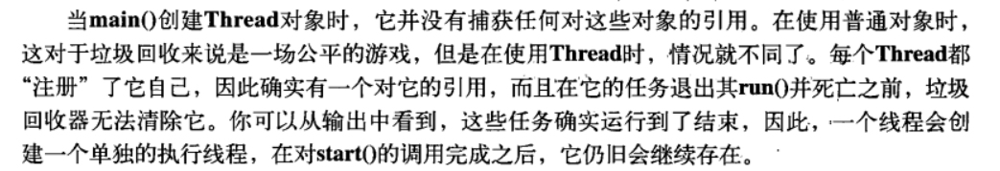 当main()创建Thread对象时，它并没有捕获任何对这些对象的引用。在使用普通对象时，
这对于垃圾回收来说是一场公平的游戏，但是在使用Thread时，情况就不同了。每个Thread都
“注册”了它自己，因此确实有一个对它的引用，而且在它的任务退出其run()并死亡之前，垃圾
回收器无法清除它。你可以从输出中看到，这些任务确实运行到了结束，因此，一个线程会创
建一个单独的执行线程，在对start()的调用完成之后，它仍旧会继续存在。